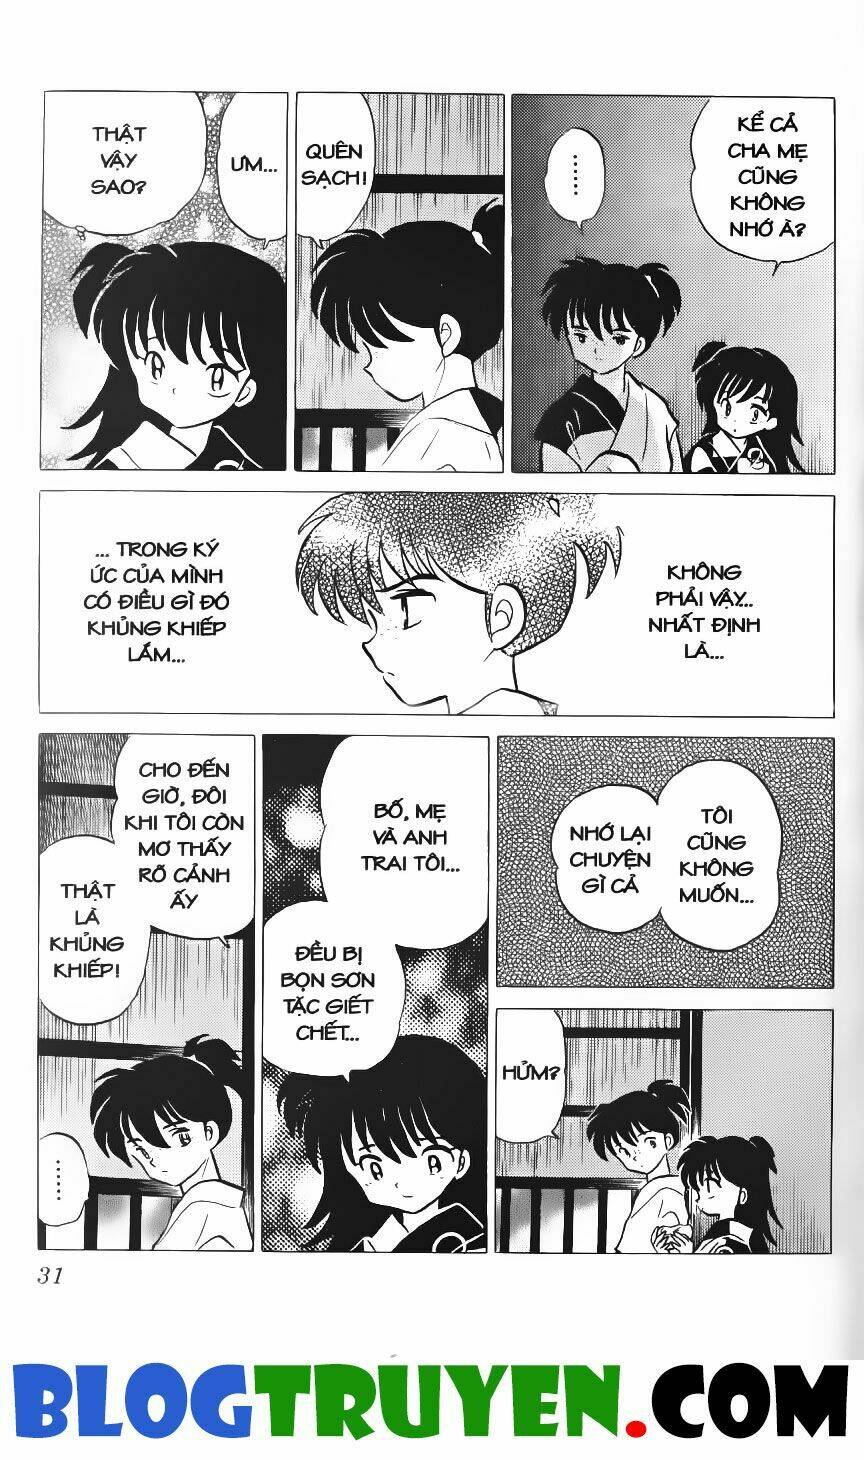 KỂ CẢ
CHA MẸ
CŨNG
KHÔNG
NHỚ À?
......
QUÊN
SẠCH!
ƯM...
THẬT
VẬY
SAO?
KHÔNG
PHẢI VẬY...
NHẤT ĐỊNH
LÀ...
... TRONG KÝ
ỨC CỦA MÌNH
CÓ ĐIỀU GÌ ĐÓ
KHỦNG KHIẾP
LẮM...
TÔI
CŨNG
KHÔNG
MUỐN...
NHỚ LẠI
CHUYỆN
GÌ CẢ
HỬM?
BỐ, MẸ
VÀ ANH
TRAI TÔI...
ĐỀU BỊ
BỌN SƠN
TẶC GIẾT
CHẾT...
CHO ĐẾN
GIỜ, ĐÔI
KHI TÔI CÒN
MƠ THẤY
RÕ CẢNH
ẤY
THẬT
LÀ
KHỦNG
KHIẾP!
......
31
BLOGTRUYEN.COM